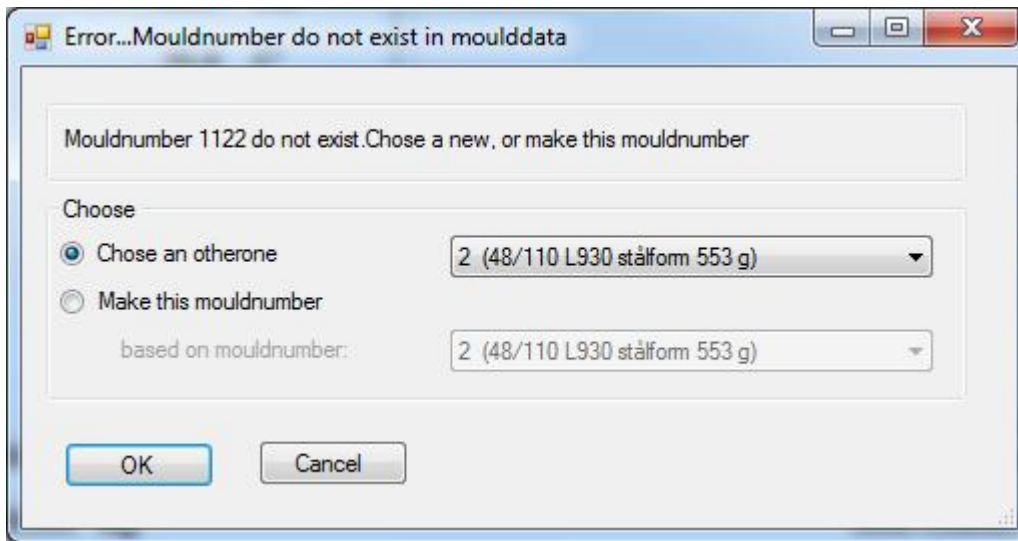 Error...Mouldnumber do not exist in moulddata
Mouldnumber 1122 do not exist.Chose a new, or make this mouldnumber
Choose
Chose an otherone
2 (48/110 L930 stålform 553 g)
Make this mouldnumber
based on mouldnumber:
2 (48/110 L930 stålform 553 g)
OK
Cancel